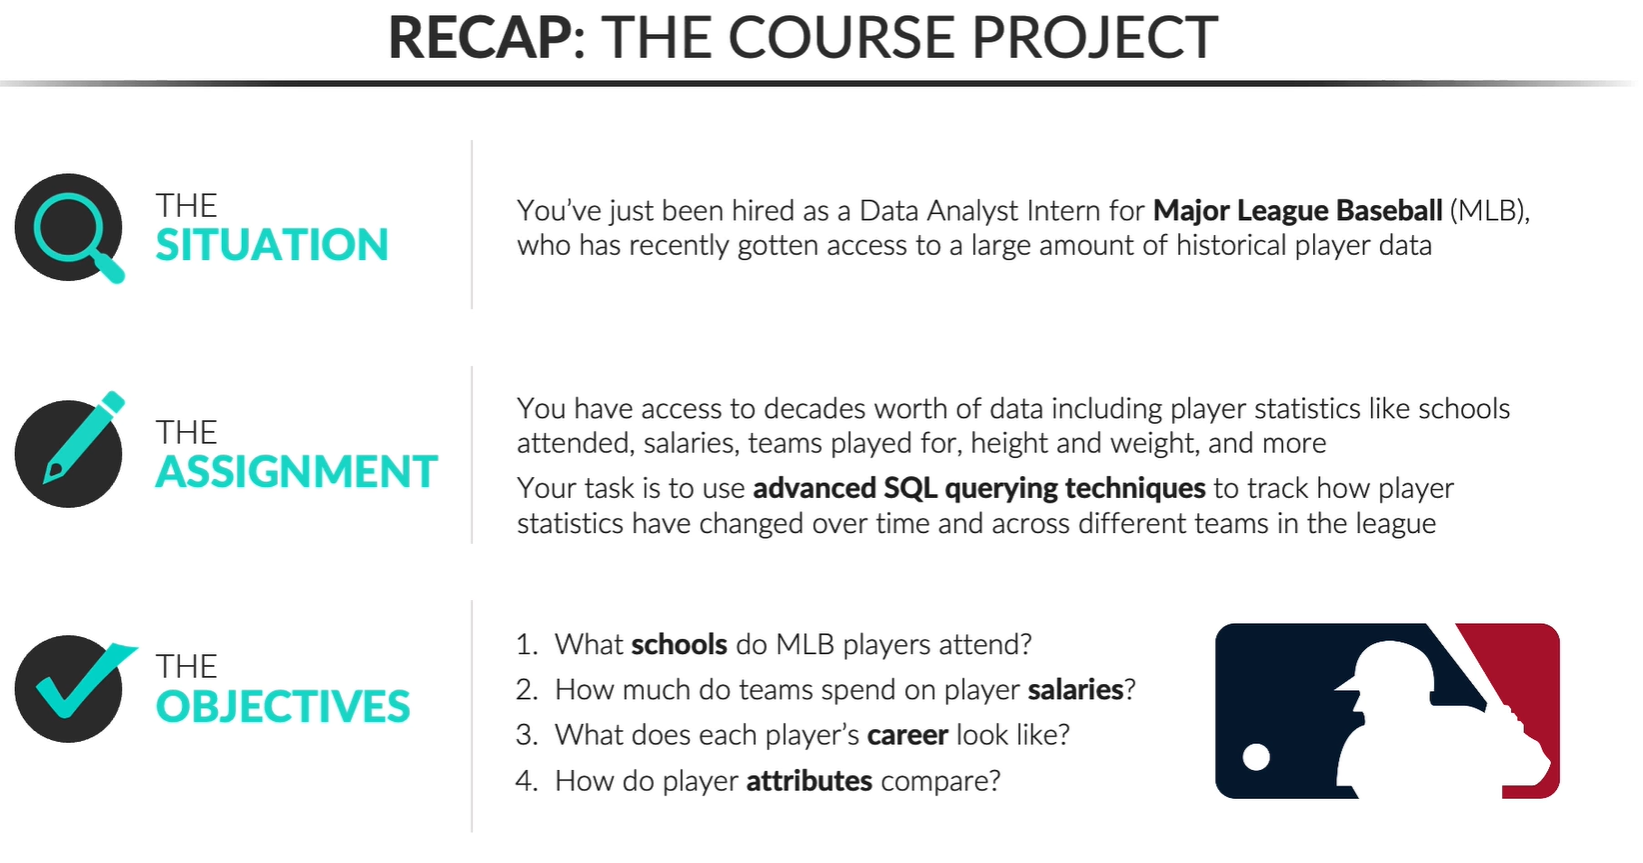 RECAP: THE COURSE PROJECT
THE
SITUATION
You’ve just been hired as a Data Analyst Intern for Major League Baseball (MLB),
who has recently gotten access to a large amount of historical player data
THE
ASSIGNMENT
You have access to decades worth of data including player statistics like schools
attended, salaries, teams played for, height and weight, and more
Your task is to use advanced SQL querying techniques to track how player
statistics have changed over time and across different teams in the league
THE
OBJECTIVES
1. What schools do MLB players attend?
2. How much do teams spend on player salaries?
3. What does each player’s career look like?
4. How do player attributes compare?